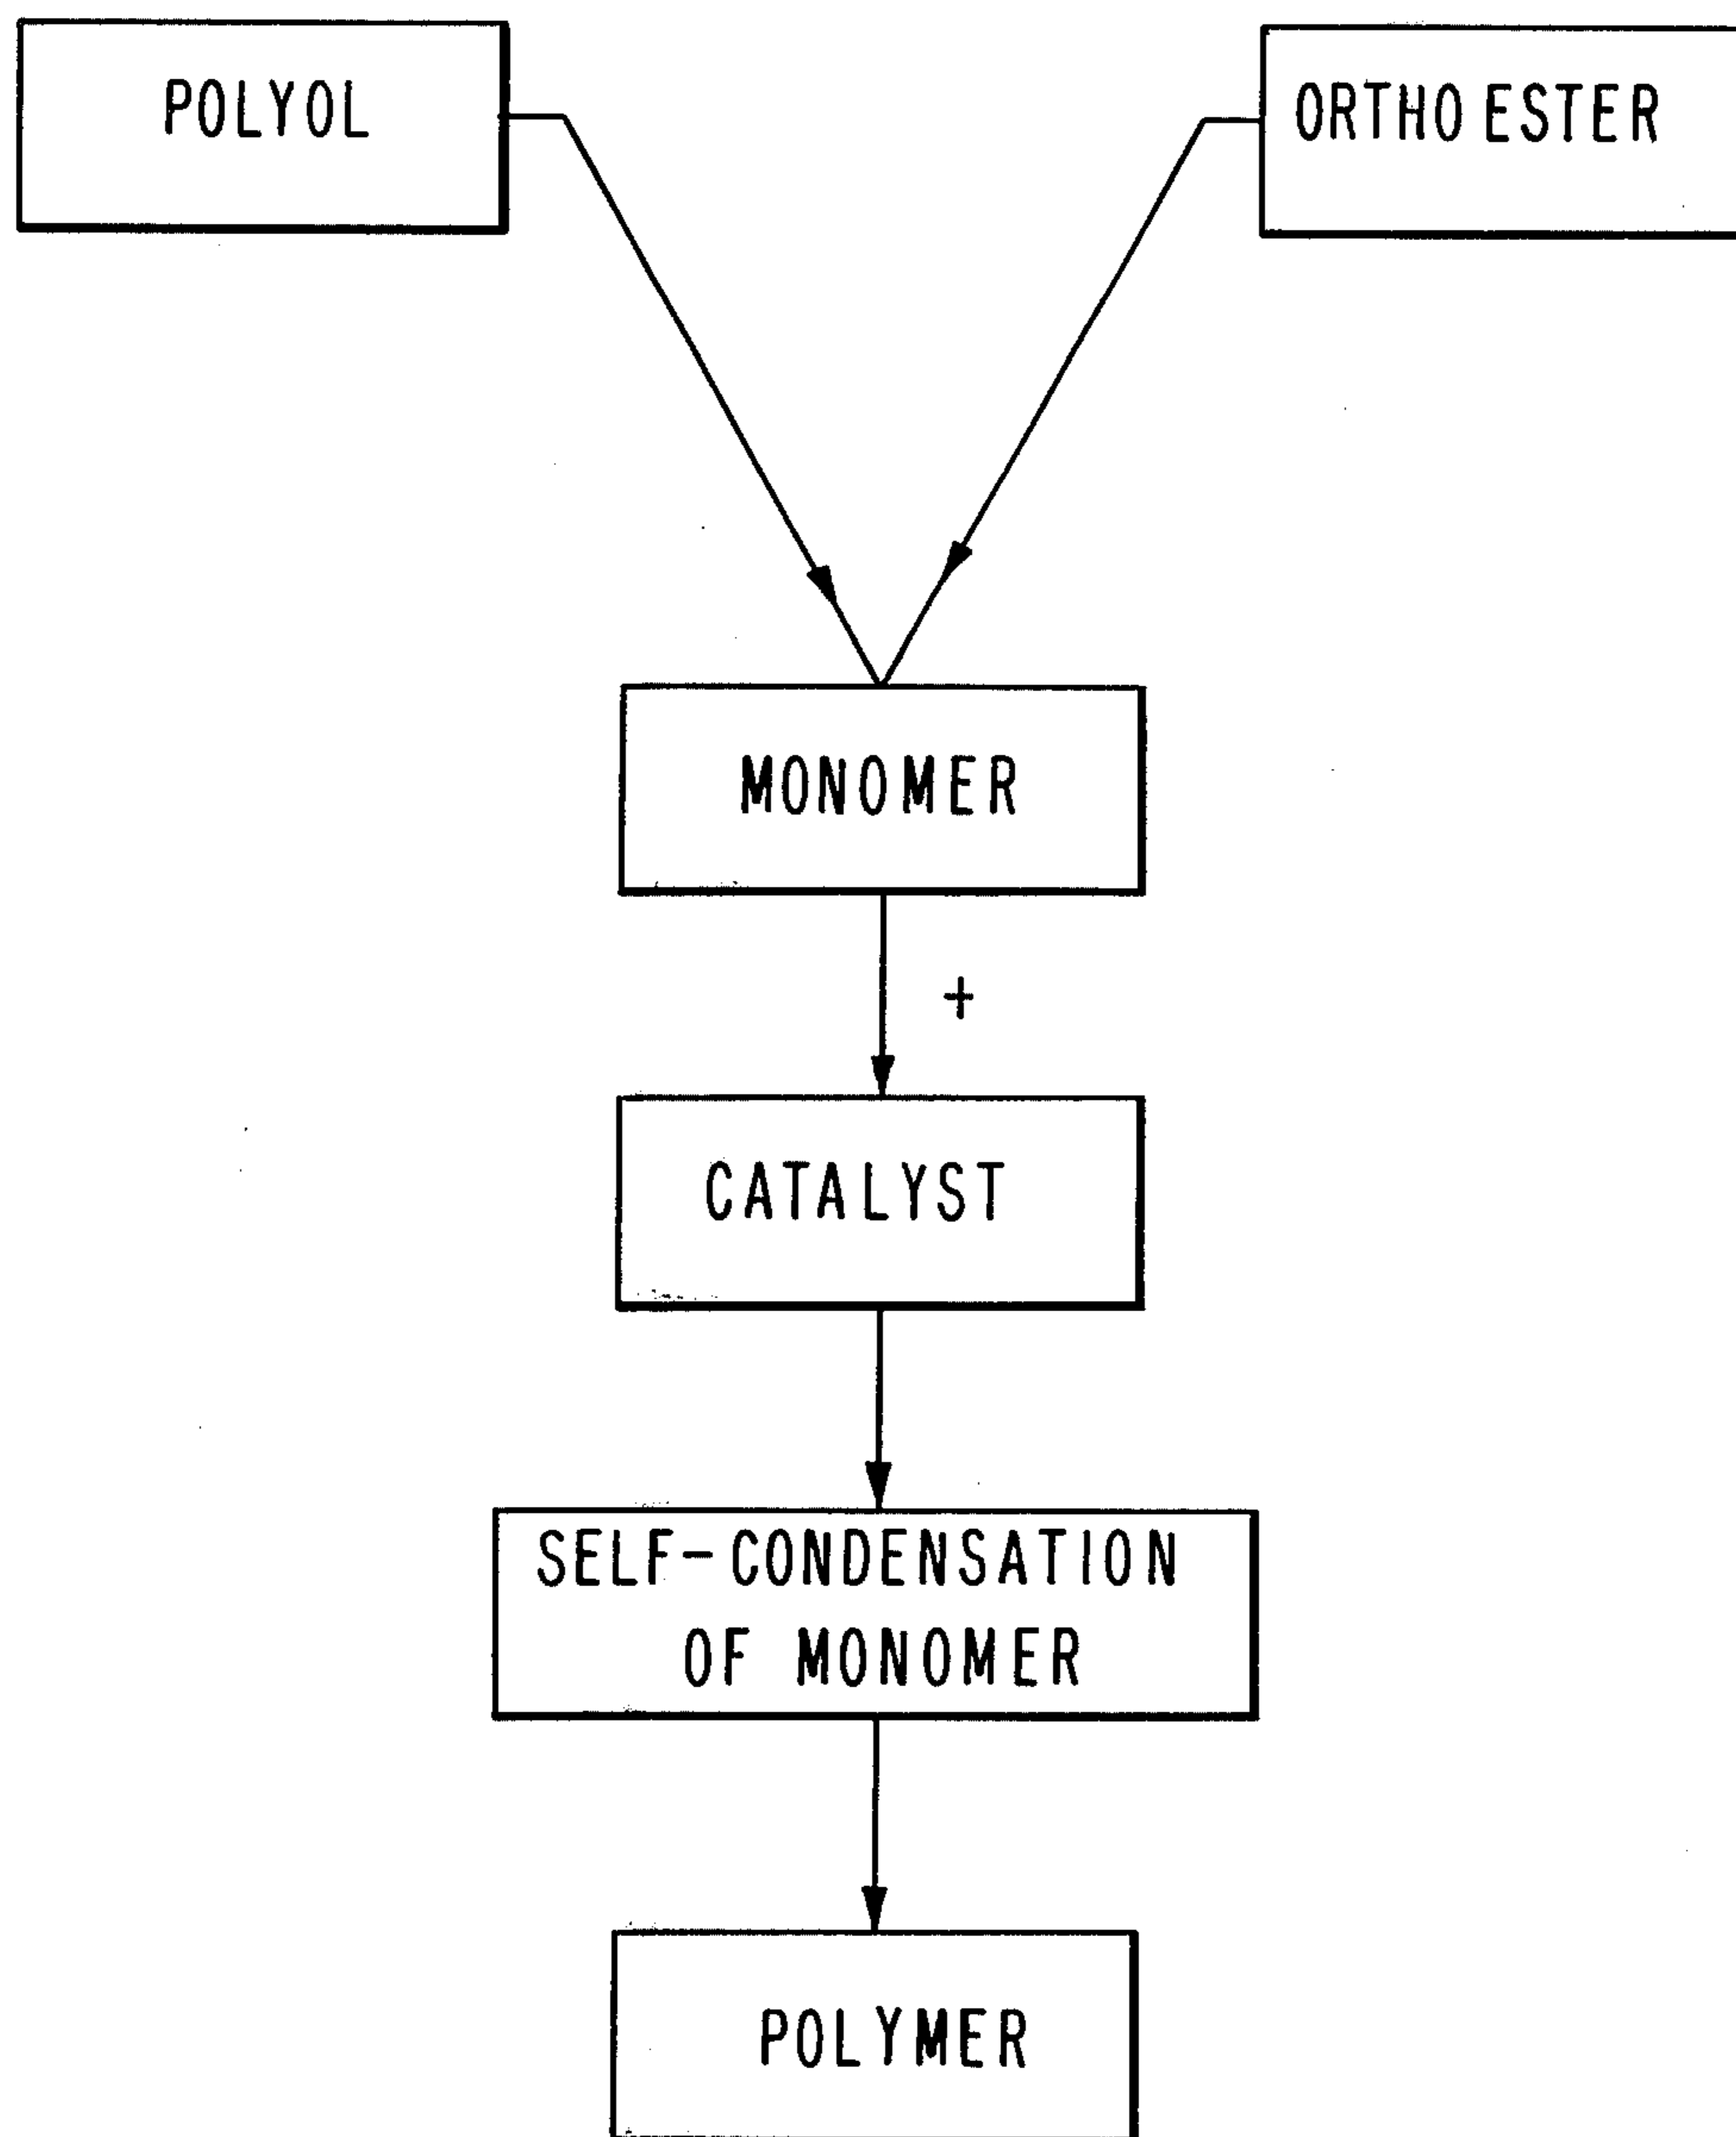 POLYOL
ORTHO ESTER
MONOMER
+
CATALYST
SELF-CONDENSATION
OF MONOMER
POLYMER